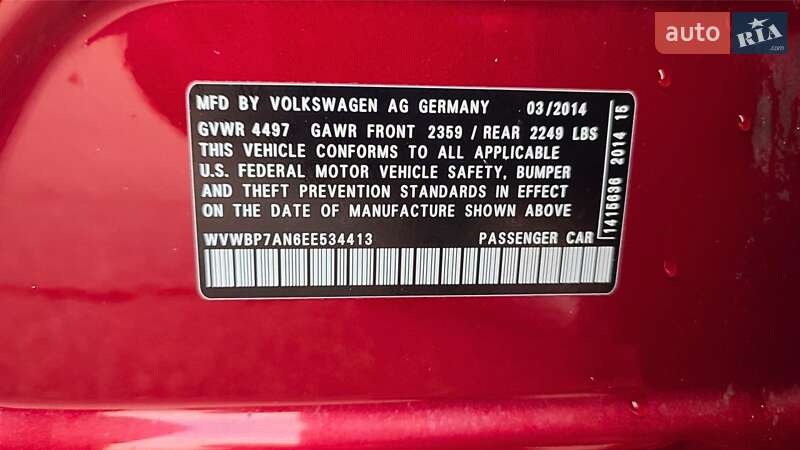 auto RIA
MFD BY VOLKSWAGEN AG GERMANY 03/2014
GVWR 4497 GAWR FRONT 2359 / REAR 2249 LBS
THIS VEHICLE CONFORMS TO ALL APPLICABLE
U.S. FEDERAL MOTOR VEHICLE SAFETY, BUMPER
AND THEFT PREVENTION STANDARDS IN EFFECT
ON THE DATE OF MANUFACTURE SHOWN ABOVE
WVWBP7AN6EE534413 PASSENGER CAR
1415636 2014 15